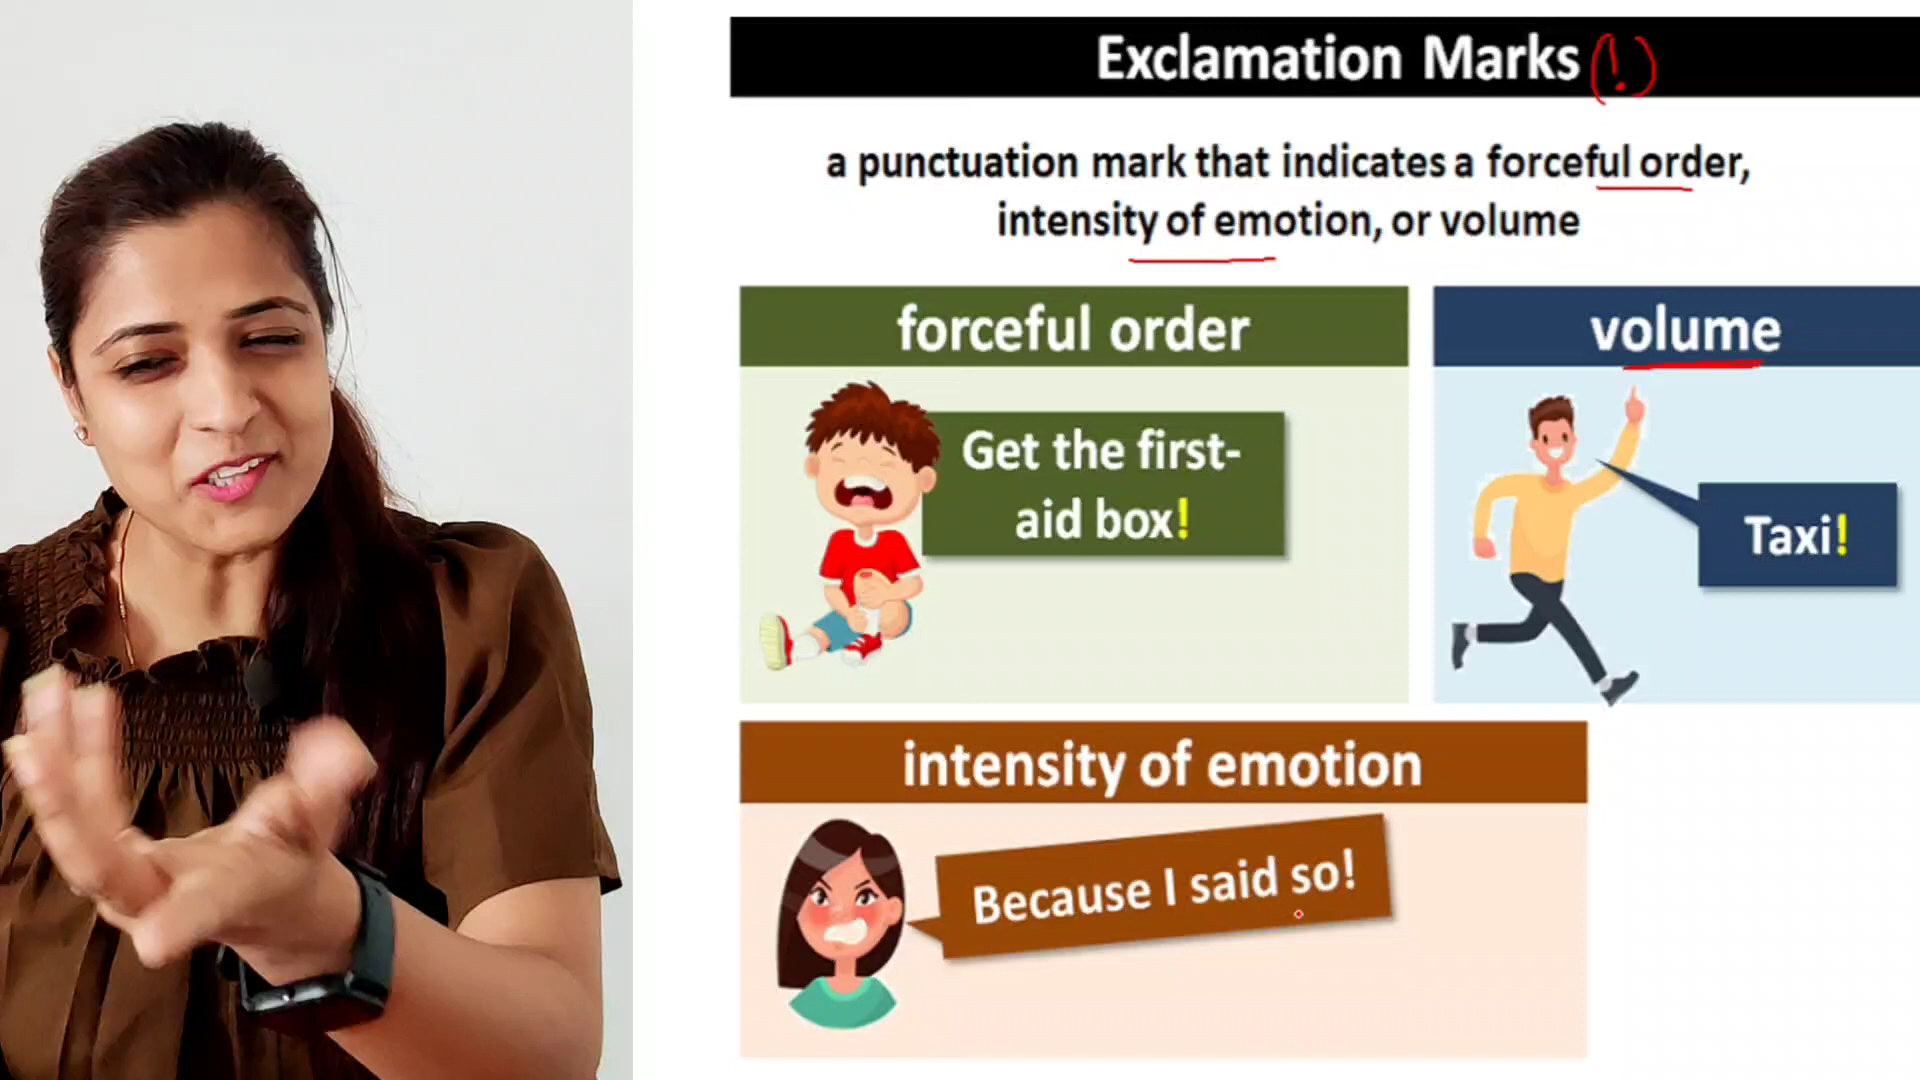 Exclamation Marks (!)
a punctuation mark that indicates a forceful order,
intensity of emotion, or volume
forceful order
Get the first-
aid box!
volume
Taxi!
intensity of emotion
Because I said so!